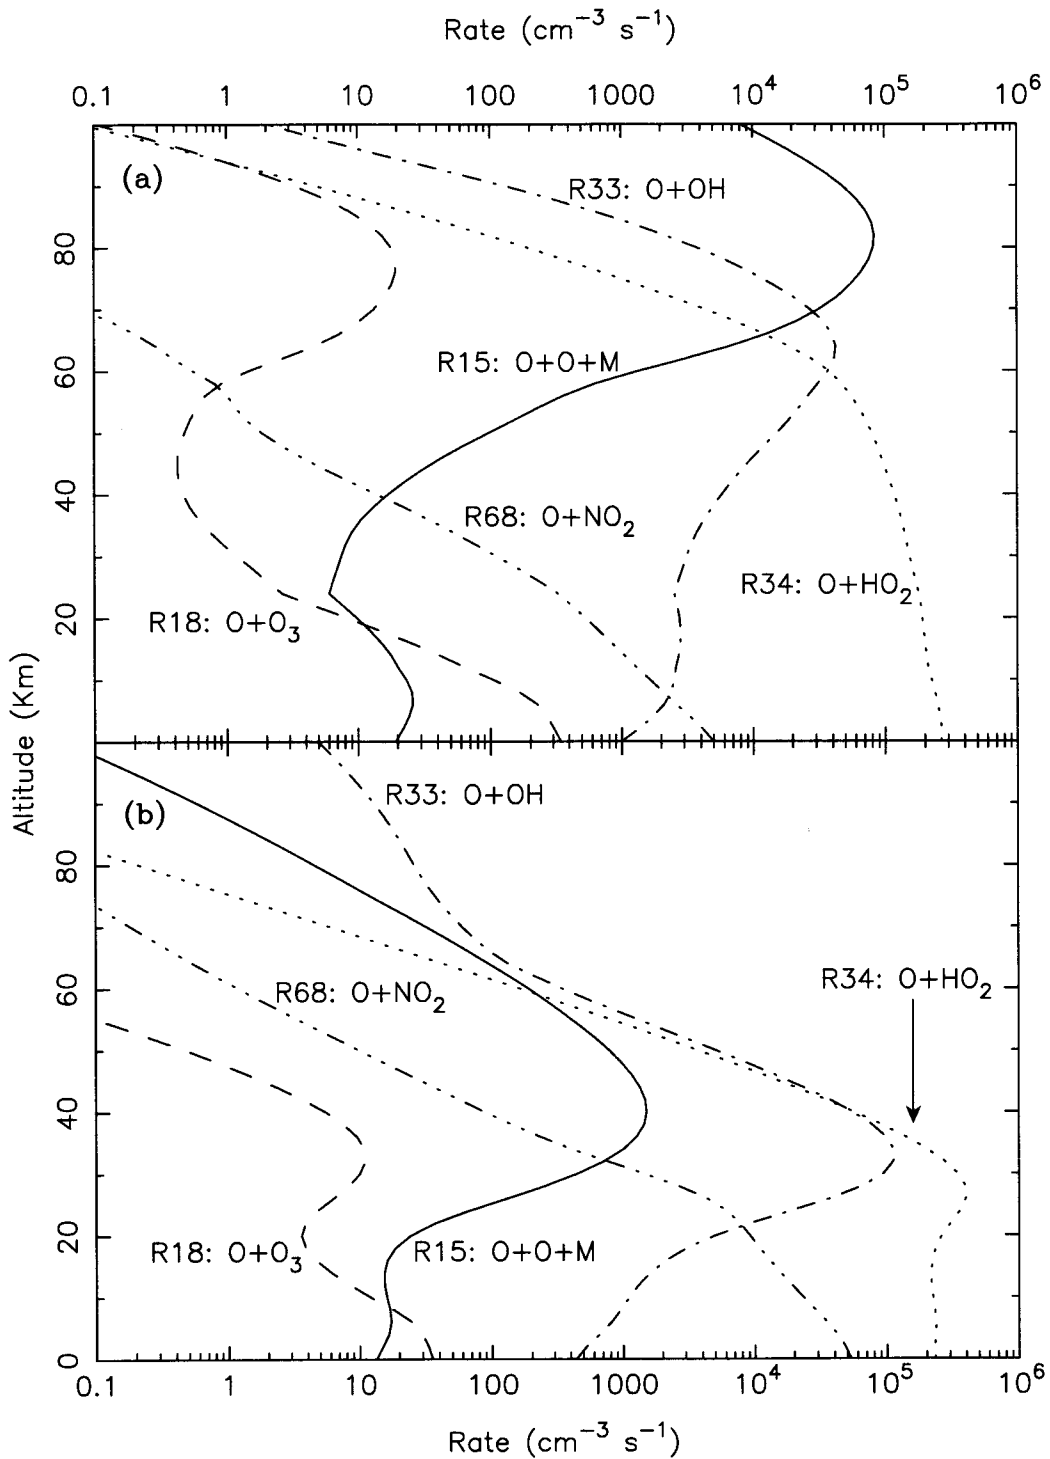 Rate (cm⁻³ s⁻¹)
0.1 1 10 100 1000 10⁴ 10⁵ 10⁶
(a)
R33: O+OH
80
R15: O+O+M
60
40
R68: O+NO₂
R34: O+HO₂
R18: O+O₃
20
Altitude (Km)
R33: O+OH
(b)
80
R34: O+HO₂
R68: O+NO₂
60
40
20
R18: O+O₃
R15: O+O+M
0
0.1 1 10 100 1000 10⁴ 10⁵ 10⁶
Rate (cm⁻³ s⁻¹)